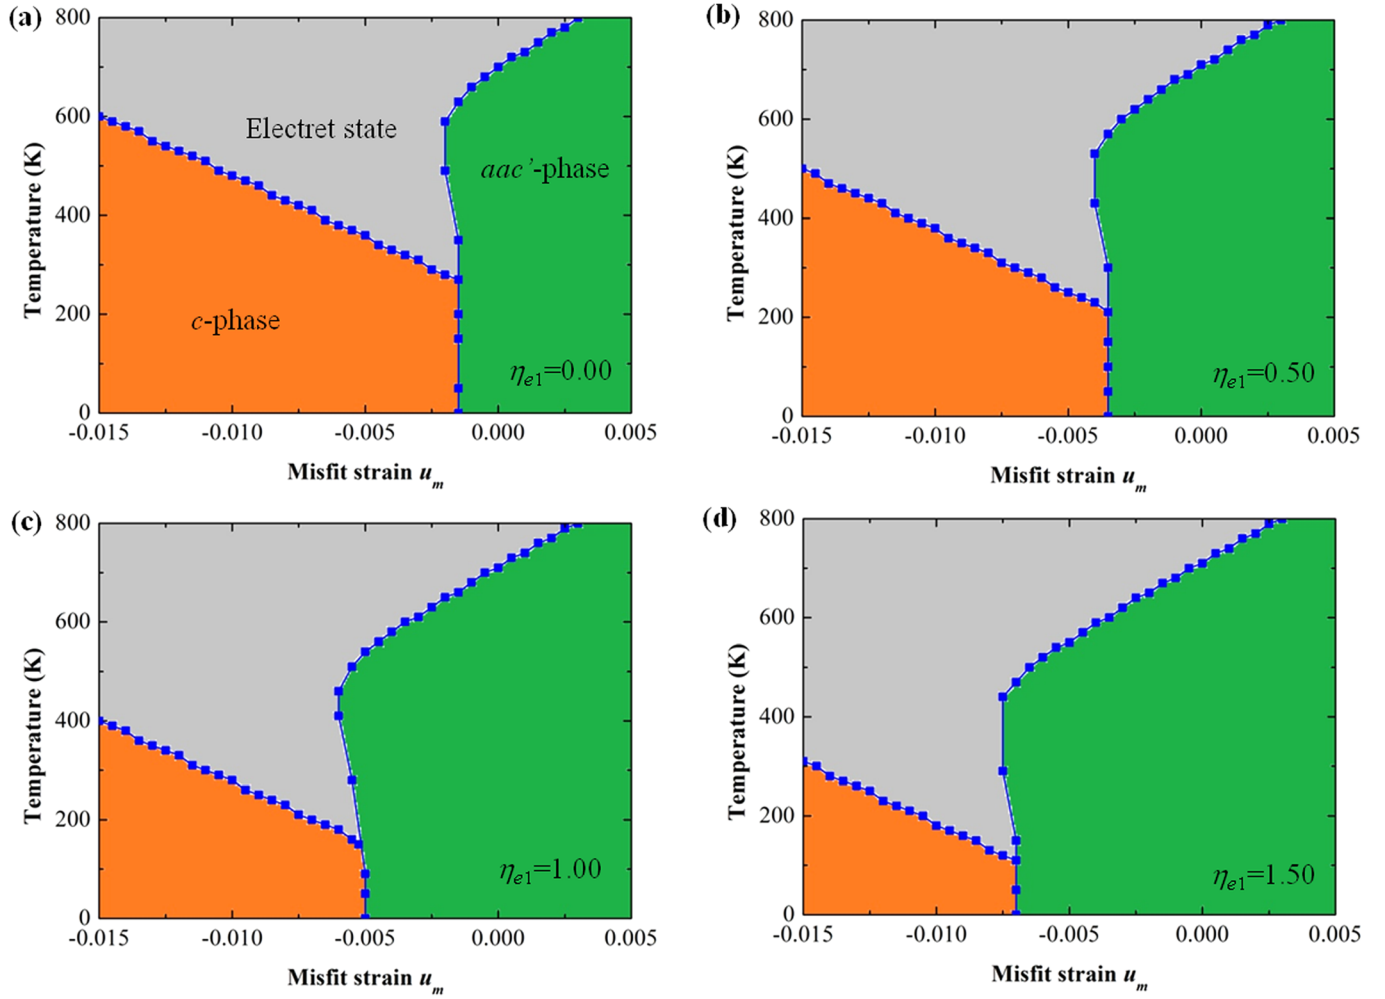 (a)
800
600
400
200
0
Temperature (K)
Electret state
aac’-phase
c-phase
ηe1=0.00
-0.015 -0.010 -0.005 0.000 0.005
Misfit strain um
(b)
800
600
400
200
0
Temperature (K)
ηe1=0.50
-0.015 -0.010 -0.005 0.000 0.005
Misfit strain um
(c)
800
600
400
200
0
Temperature (K)
ηe1=1.00
-0.015 -0.010 -0.005 0.000 0.005
Misfit strain um
(d)
800
600
400
200
0
Temperature (K)
ηe1=1.50
-0.015 -0.010 -0.005 0.000 0.005
Misfit strain um